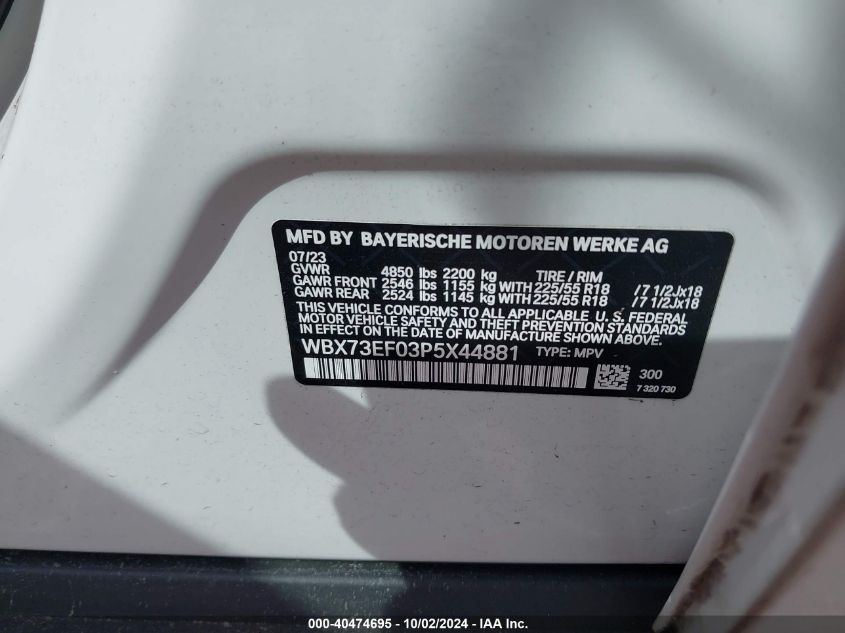 MFD BY BAYERISCHE MOTOREN WERKE AG
07/23
GVWR 4850 lbs 2200 kg TIRE / RIM
GAWR FRONT 2546 lbs 1155 kg WITH 225/55 R18 /7 1/2Jx18
GAWR REAR 2524 lbs 1145 kg WITH 225/55 R18 /7 1/2Jx18
THIS VEHICLE CONFORMS TO ALL APPLICABLE U. S. FEDERAL
MOTOR VEHICLE SAFETY AND THEFT PREVENTION STANDARDS
IN EFFECT ON THE DATE OF MANUFACTURE SHOWN ABOVE.
WBX73EF03P5X44881 TYPE: MPV
300
7 320 730
000-40474695 - 10/02/2024 - IAA Inc.